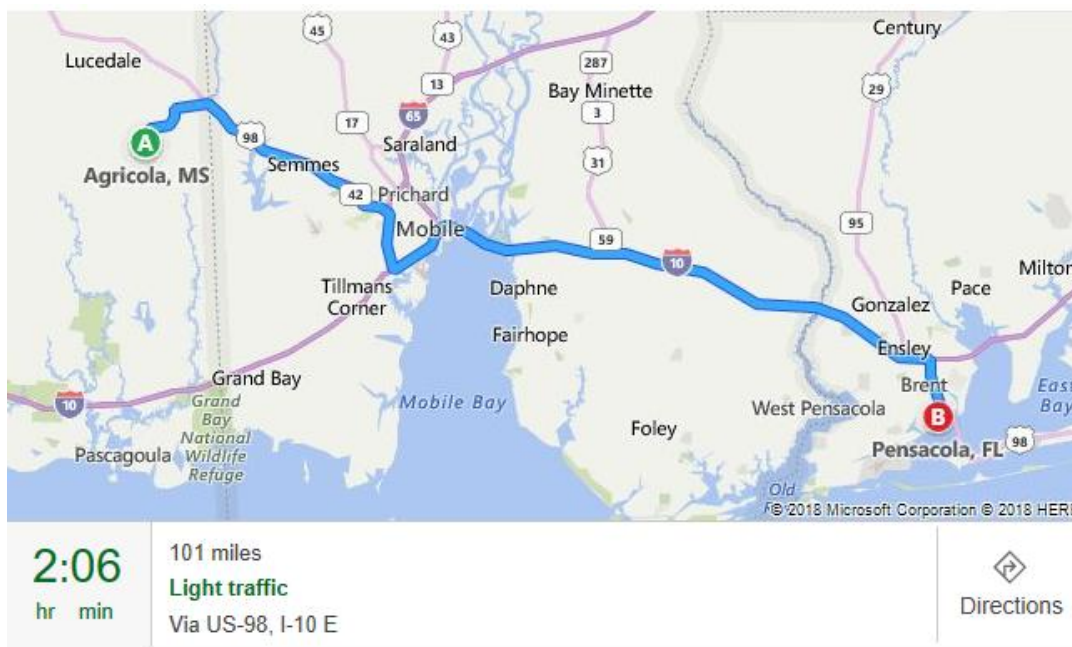 45
43
Century
Lucedale
287
13
29
Bay Minette
3
65
17
A
98
Saraland
31
Semmes
Agricola, MS
42
Prichard
95
Mobile
59
10
Milton
Tillmans
Corner
Daphne
Pace
Gonzalez
Fairhope
Ensley
Grand Bay
Brent
10
Grand
Bay
National
Wildlife
Refuge
Mobile Bay
East
Bay
West Pensacola
B
Foley
98
Pascagoula
Pensacola, FL
Old
© 2018 Microsoft Corporation © 2018 HERE
2:06
hr min
101 miles
Light traffic
Via US-98, I-10 E
Directions